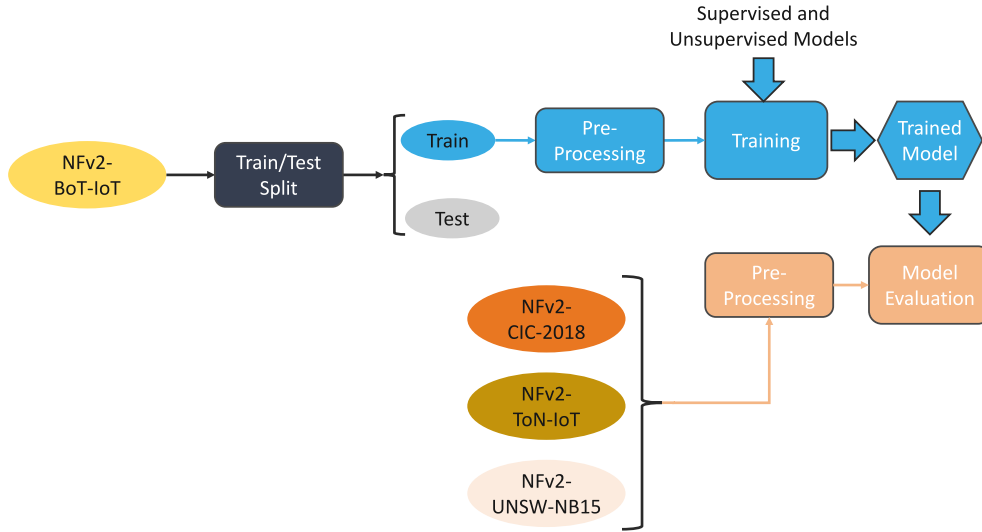 Supervised and
Unsupervised Models
NFv2-
BoT-IoT
Train/Test
Split
Train
Test
Pre-
Processing
Training
Trained
Model
Pre-
Processing
Model
Evaluation
NFv2-
CIC-2018
NFv2-
ToN-IoT
NFv2-
UNSW-NB15